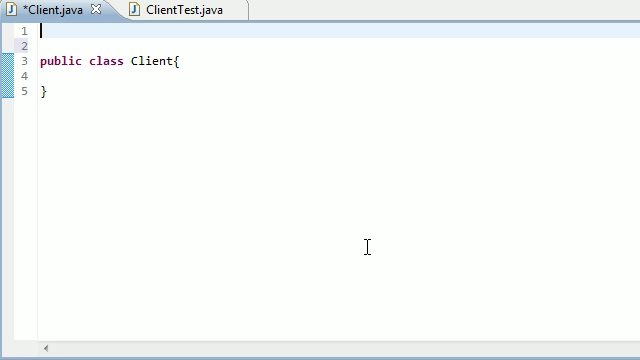 *Client.java
ClientTest.java
1
2
3 public class Client{
4
5 }